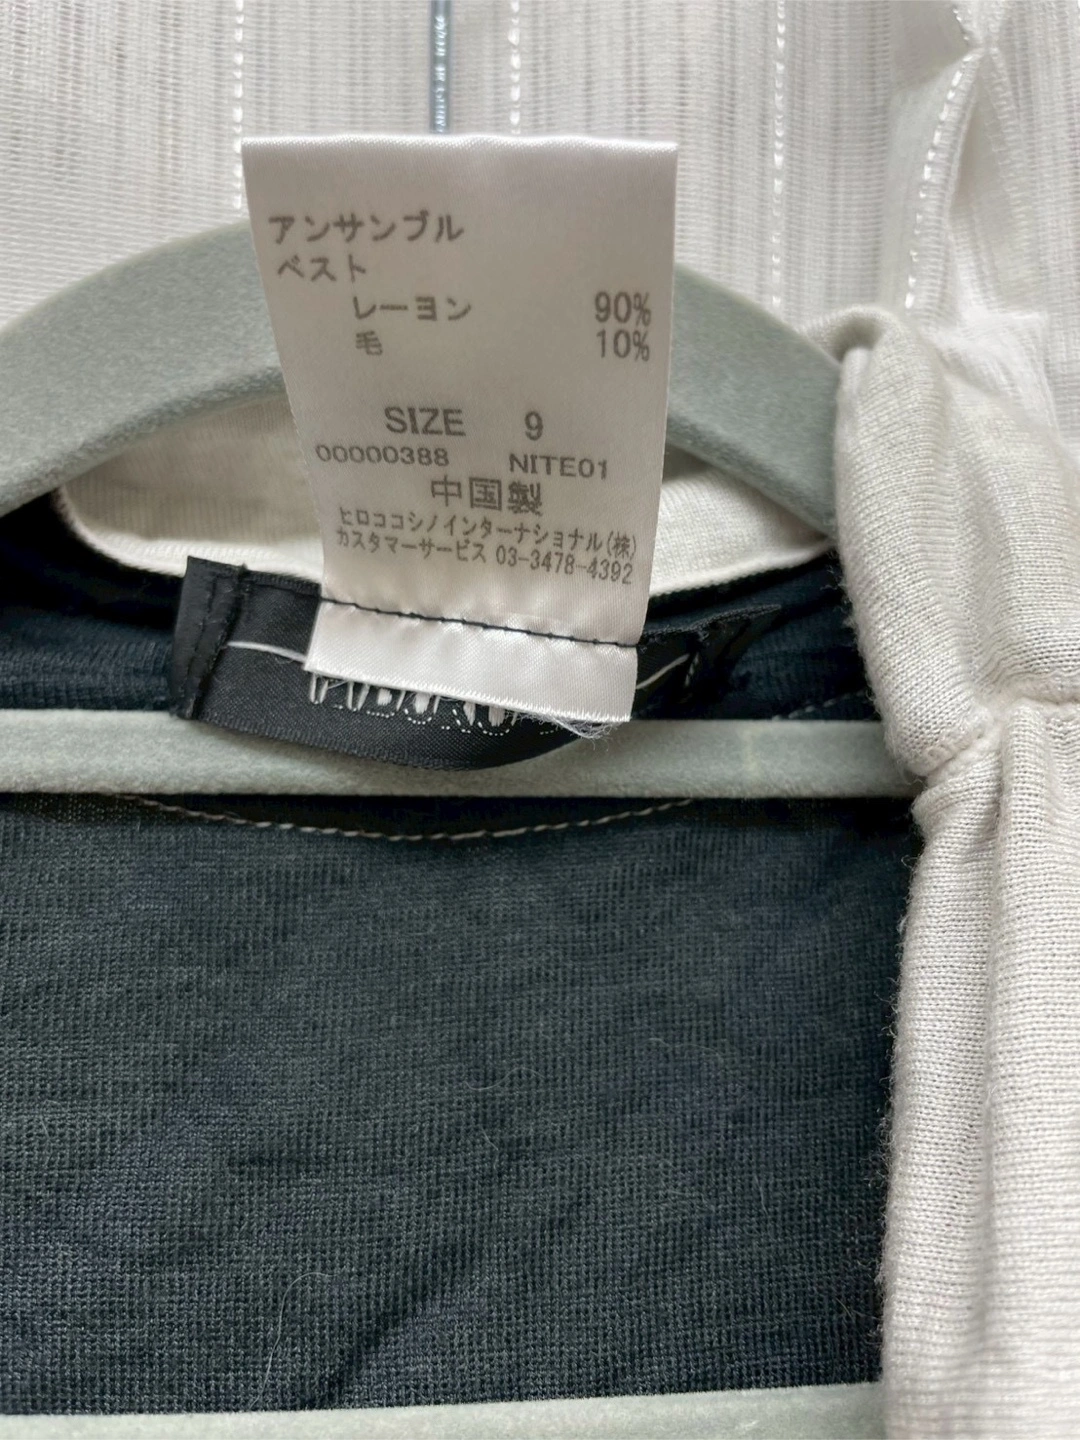 アンサンブル
ベスト
レーヨン 90%
毛 10%
SIZE 9
00000388 NITE01
中国製
ヒロココシノインターナショナル(株)
カスタマーサービス 03-3478-4392